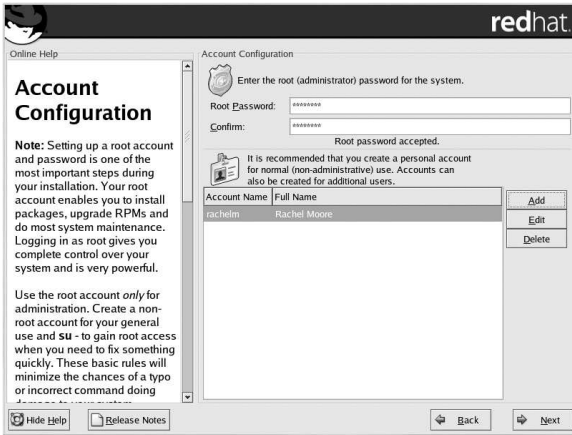 redhat.
Online Help
Account
Configuration
Note: Setting up a root account
and password is one of the
most important steps during
your installation. Your root
account enables you to install
packages, upgrade RPMs and
do most system maintenance.
Logging in as root gives you
complete control over your
system and is very powerful.
Use the root account only for
administration. Create a non-
root account for your general
use and su - to gain root access
when you need to fix something
quickly. These basic rules will
minimize the chances of a typo
or incorrect command doing
Account Configuration
Enter the root (administrator) password for the system.
Root Password: ********
Confirm: ********
Root password accepted.
It is recommended that you create a personal account
for normal (non-administrative) use. Accounts can
also be created for additional users.
Account Name Full Name
rachelm Rachel Moore
Add
Edit
Delete
Hide Help
Release Notes
Back
Next